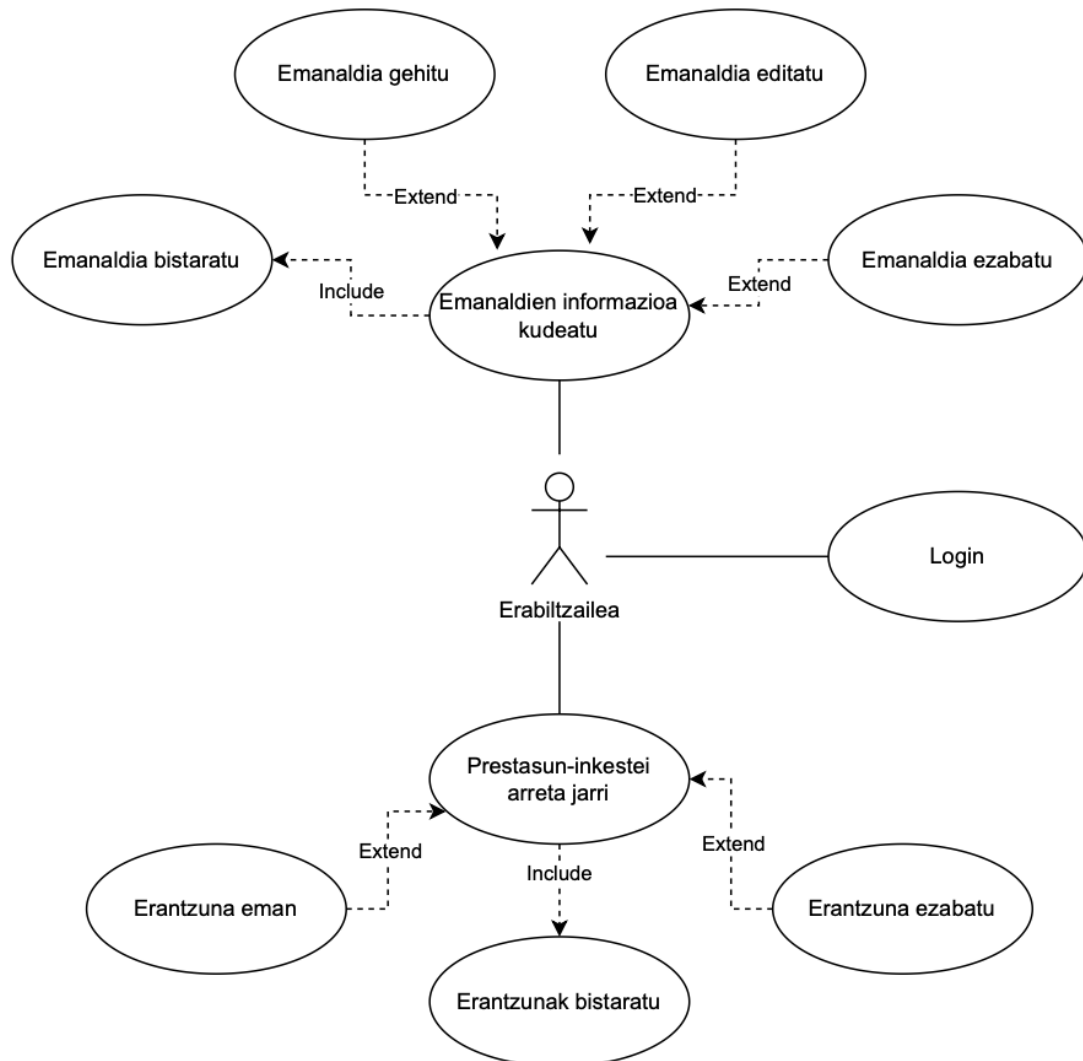 Emanaldia gehitu
Emanaldia editatu
Extend
Extend
Emanaldia bistaratu
Emanaldia ezabatu
Include
Extend
Emanaldien informazioa
kudeatu
Login
Erabiltzailea
Prestasun-inkestei
arreta jarri
Extend
Include
Extend
Erantzuna eman
Erantzuna ezabatu
Erantzunak bistaratu